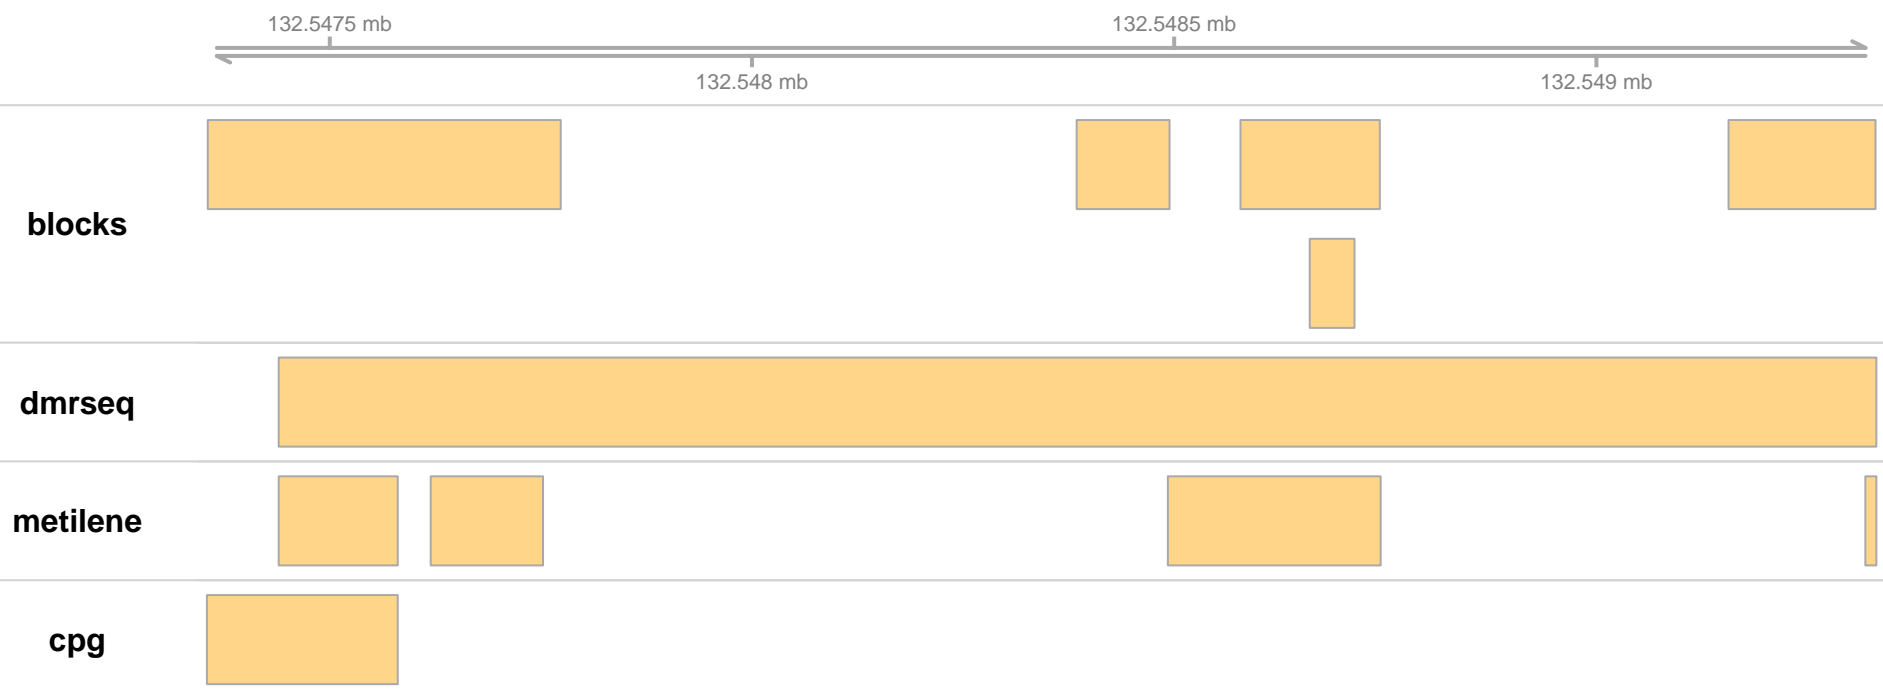 132.5475 mb
132.5485 mb
132.548 mb
132.549 mb
blocks
dmrseq
metilene
cpg